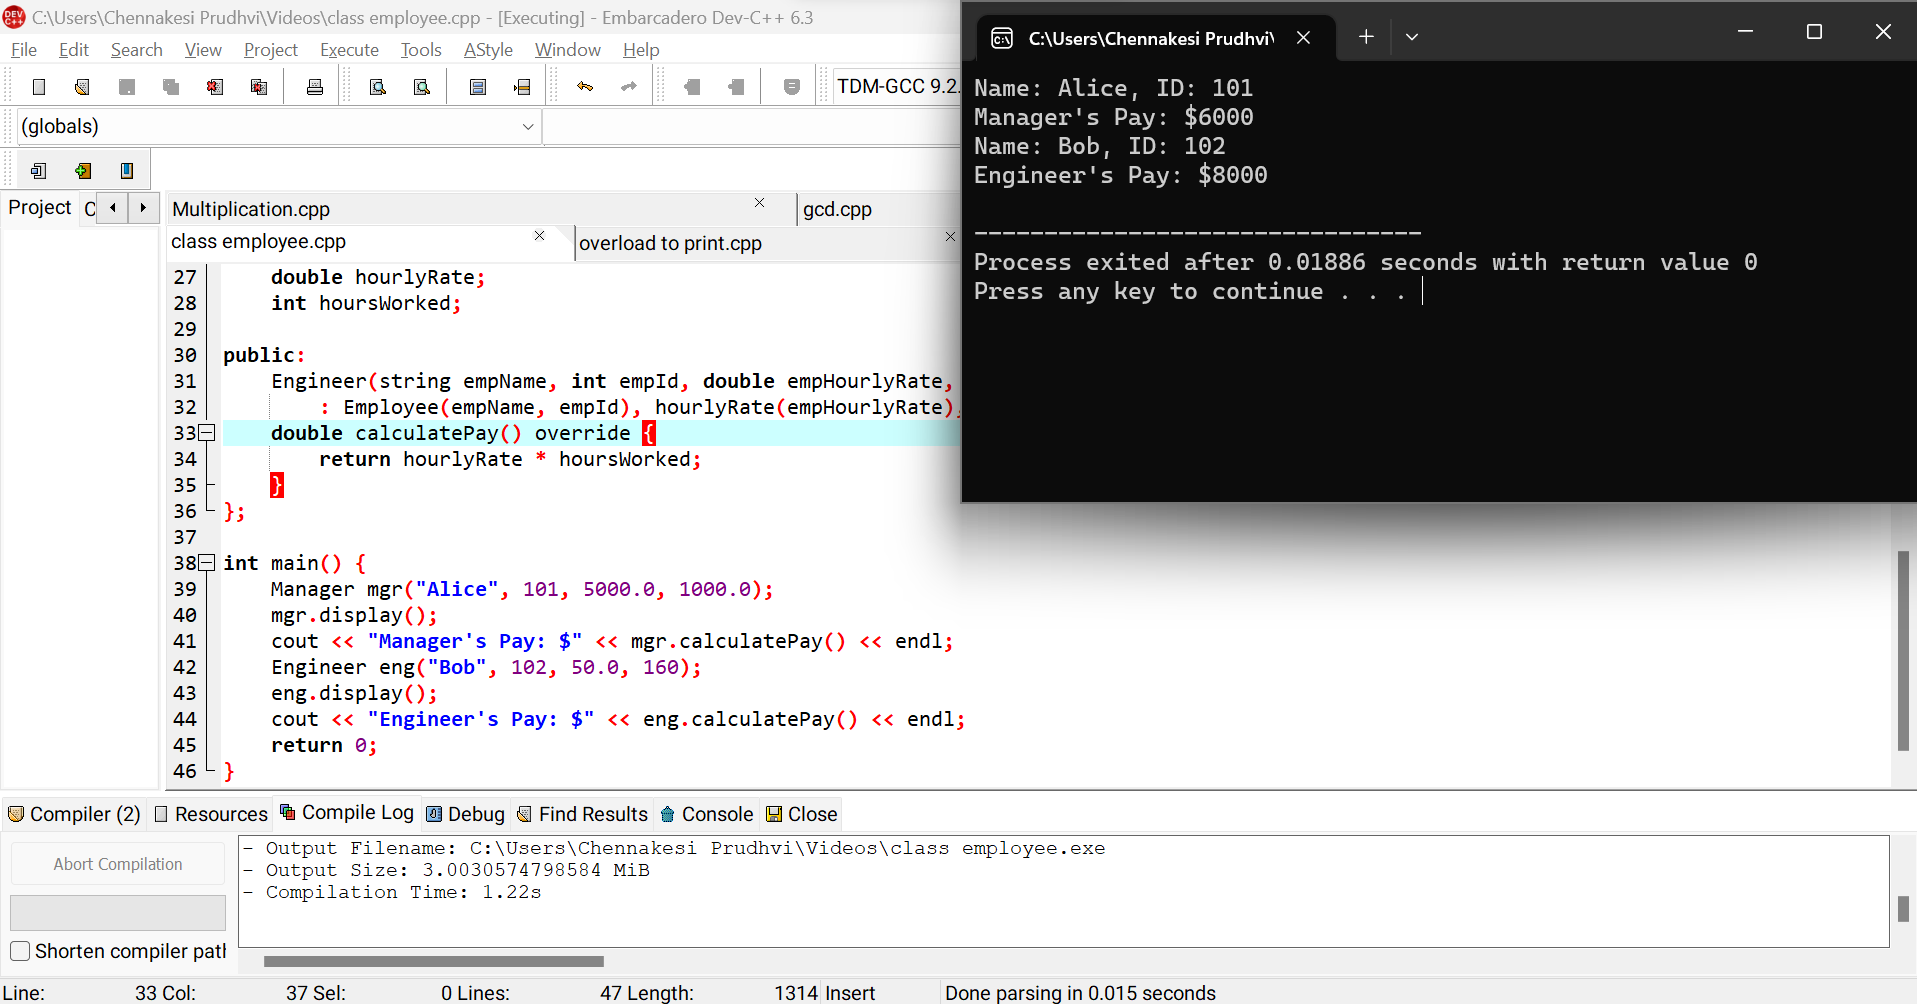 C:\Users\Chennakesi Prudhvi\Videos\class employee.cpp - [Executing] - Embarcadero Dev-C++ 6.3
File Edit Search View Project Execute Tools AStyle Window Help
TDM-GCC 9.2.
(globals)
Project C
Multiplication.cpp
gcd.cpp
class employee.cpp
overload to print.cpp
27 double hourlyRate;
28 int hoursWorked;
29
30 public:
31 Engineer(string empName, int empId, double empHourlyRate,
32 : Employee(empName, empId), hourlyRate(empHourlyRate),
33 double calculatePay() override {
34 return hourlyRate * hoursWorked;
35 }
36 };
37
38 int main() {
39 Manager mgr("Alice", 101, 5000.0, 1000.0);
40 mgr.display();
41 cout << "Manager's Pay: $" << mgr.calculatePay() << endl;
42 Engineer eng("Bob", 102, 50.0, 160);
43 eng.display();
44 cout << "Engineer's Pay: $" << eng.calculatePay() << endl;
45 return 0;
46 }
C:\Users\Chennakesi Prudhvi\
Name: Alice, ID: 101
Manager's Pay: $6000
Name: Bob, ID: 102
Engineer's Pay: $8000
--------------------------------
Process exited after 0.01886 seconds with return value 0
Press any key to continue . . .
Compiler (2) Resources Compile Log Debug Find Results Console Close
Abort Compilation
Shorten compiler path
- Output Filename: C:\Users\Chennakesi Prudhvi\Videos\class employee.exe
- Output Size: 3.0030574798584 MiB
- Compilation Time: 1.22s
Line: 33 Col: 37 Sel: 0 Lines: 47 Length: 1314 Insert Done parsing in 0.015 seconds